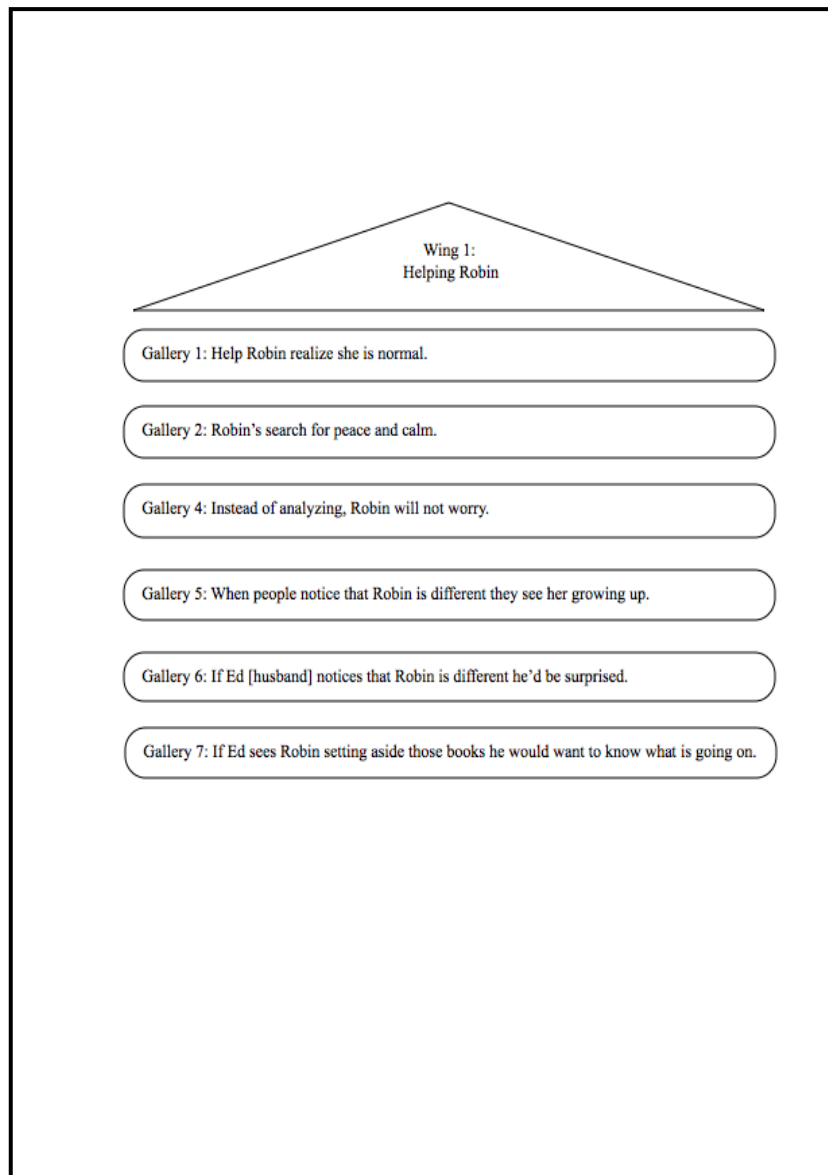 Wing 1:
Helping Robin
Gallery 1: Help Robin realize she is normal.
Gallery 2: Robin’s search for peace and calm.
Gallery 4: Instead of analyzing, Robin will not worry.
Gallery 5: When people notice that Robin is different they see her growing up.
Gallery 6: If Ed [husband] notices that Robin is different he’d be surprised.
Gallery 7: If Ed sees Robin setting aside those books he would want to know what is going on.